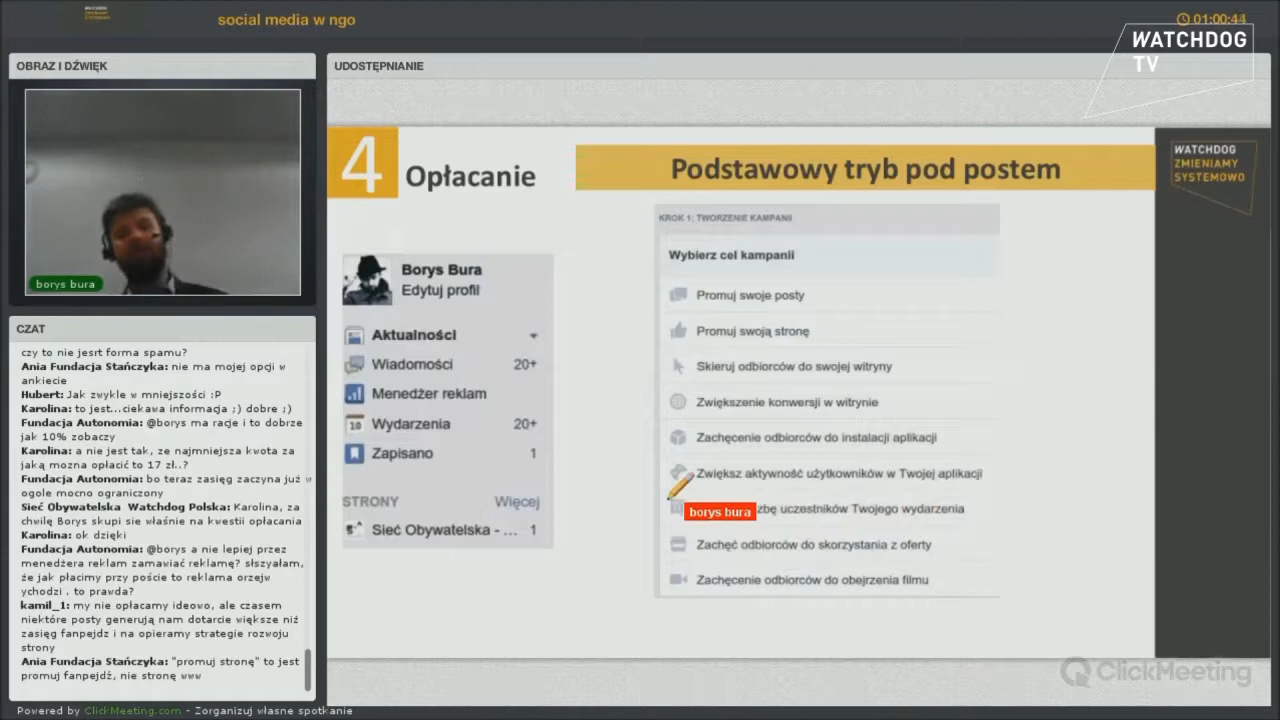 social media w ngo
01:00:44
WATCHDOG
TV
OBRAZ I DŹWIĘK
borys bura
CZAT
czy to nie jesrt forma spamu?
Ania Fundacja Stańczyka: nie ma mojej opcji w
ankiecie
Hubert: Jak zwykle w mniejszości :P
Karolina: to jest...ciekawa informacja ;) dobre ;)
Fundacja Autonomia: @borys ma racje i to dobrze
jak 10% zobaczy
Karolina: a nie jest tak, ze najmniejsza kwota za
jaką mozna opłacić to 17 zł..?
Fundacja Autonomia: bo teraz zasięg zaczyna już w
ogole mocno ograniczony
Sieć Obywatelska Watchdog Polska: Karolina, za
chwilę Borys skupi sie właśnie na kwestii opłacania
Karolina: ok dzięki
Fundacja Autonomia: @borys a nie lepiej przez
menedżera reklam zamawiać reklamę? słszyałam,
że jak płacimy przy poście to reklama orzejw
ychodzi . to prawda?
kamil_1: my nie opłacamy ideowo, ale czasem
niektóre posty generują nam dotarcie większe niż
zasięg fanpejdż i na opieramy strategie rozwoju
strony
Ania Fundacja Stańczyka: "promuj stronę" to jest
promuj fanpejdż, nie stronę www
UDOSTĘPNIANIE
4 Opłacanie
Podstawowy tryb pod postem
WATCHDOG
ZMIENIAMY
SYSTEMOWO
Borys Bura
Edytuj profil
Aktualności
Wiadomości 20+
Menedżer reklam
10 Wydarzenia 20+
Zapisano 1
STRONY Więcej
Sieć Obywatelska - ... 1
KROK 1: TWORZENIE KAMPANII
Wybierz cel kampanii
Promuj swoje posty
Promuj swoją stronę
Skieruj odbiorców do swojej witryny
Zwiększenie konwersji w witrynie
Zachęcenie odbiorców do instalacji aplikacji
Zwiększ aktywność użytkowników w Twojej aplikacji
borys bura zbę uczestników Twojego wydarzenia
Zachęć odbiorców do skorzystania z oferty
Zachęcenie odbiorców do obejrzenia filmu
ClickMeeting
Powered by ClickMeeting.com - Zorganizuj własne spotkanie